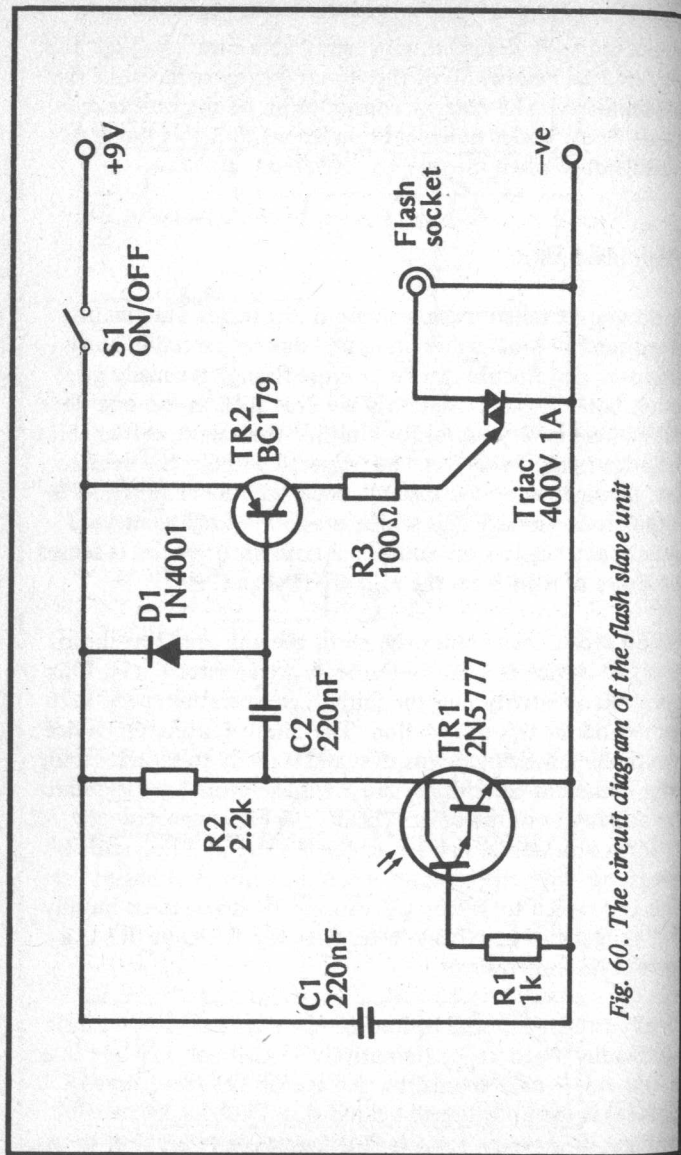 S1
ON/OFF
+9V
D1
1N4001
TR2
BC179
R2
2.2k
C2
220nF
R3
100Ω
Flash
socket
C1
220nF
TR1
2N5777
R1
1k
Triac
400V 1A
−ve
Fig. 60. The circuit diagram of the flash slave unit